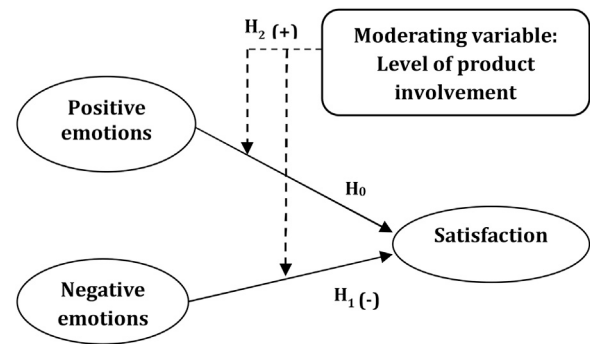 H₂ (+)
Moderating variable:
Level of product
involvement
Positive
emotions
H₀
Satisfaction
Negative
emotions
H₁ (-)